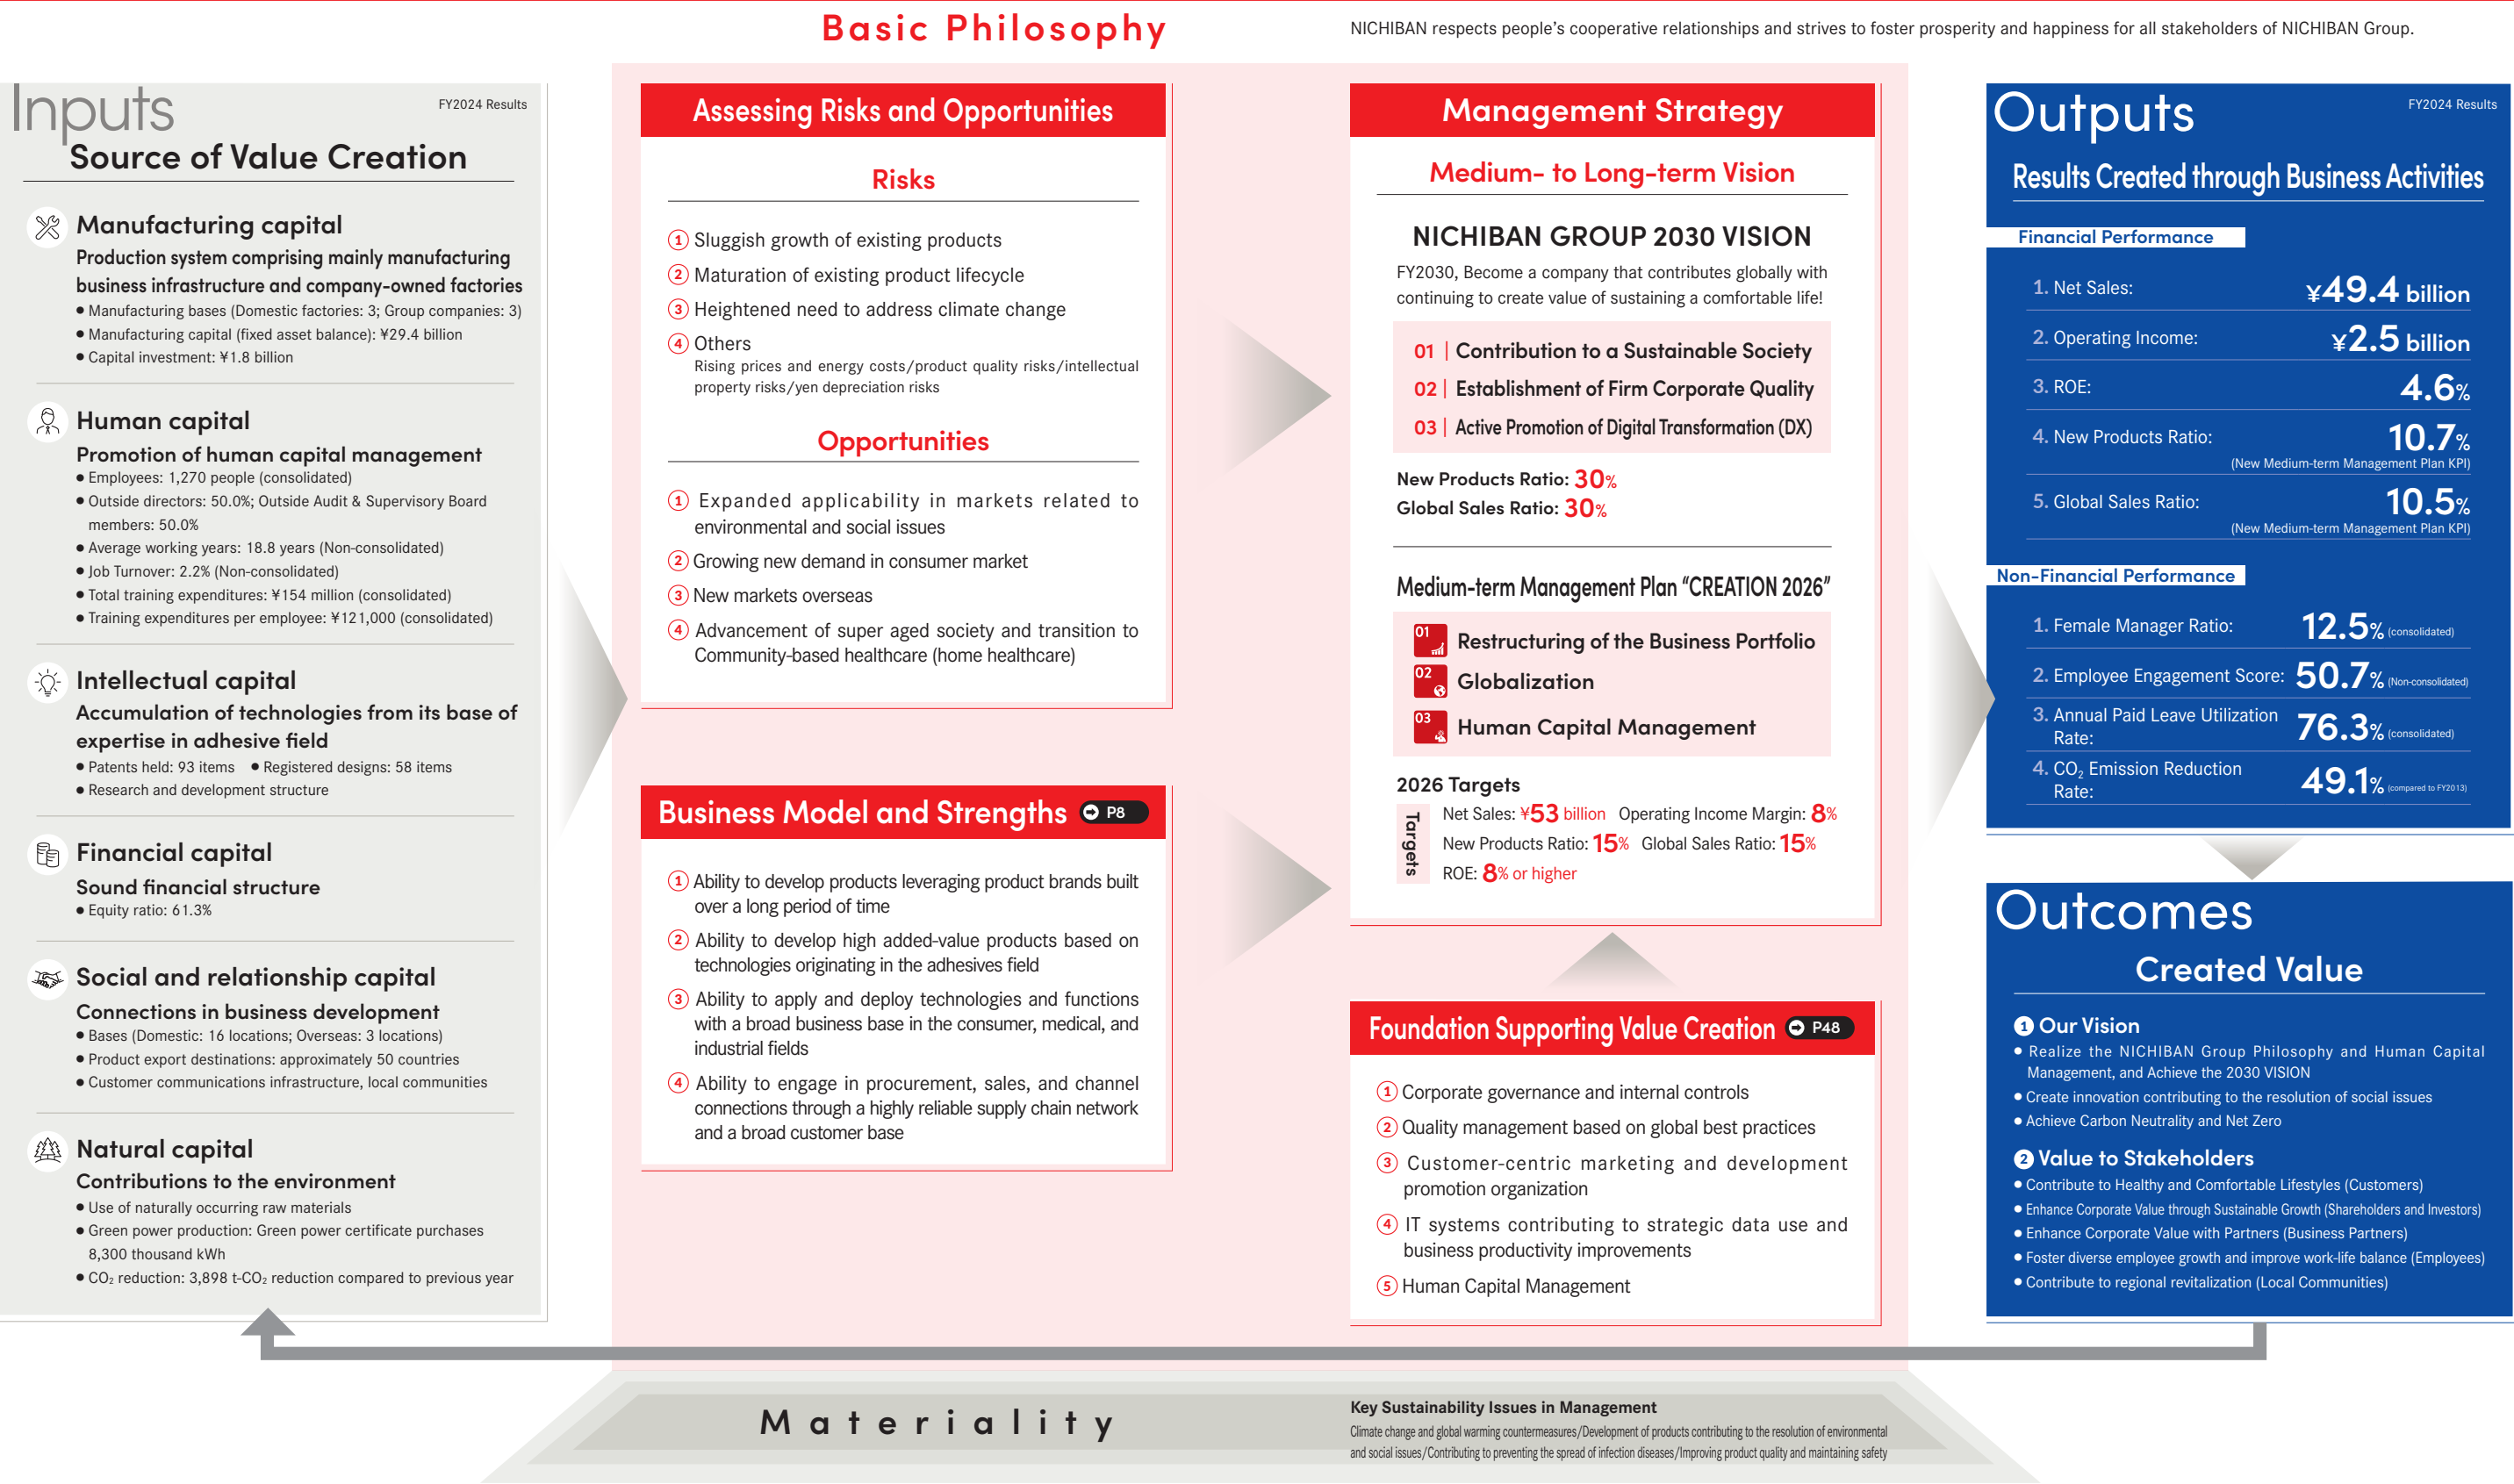 Basic Philosophy
NICHIBAN respects people's cooperative relationships and strives to foster prosperity and happiness for all stakeholders of NICHIBAN Group.
Inputs
FY2024 Results
Source of Value Creation
Manufacturing capital
Production system comprising mainly manufacturing
business infrastructure and company-owned factories
● Manufacturing bases (Domestic factories: 3; Group companies: 3)
● Manufacturing capital (fixed asset balance): ¥29.4 billion
● Capital investment: ¥1.8 billion
Human capital
Promotion of human capital management
● Employees: 1,270 people (consolidated)
● Outside directors: 50.0%; Outside Audit & Supervisory Board
members: 50.0%
● Average working years: 18.8 years (Non-consolidated)
● Job Turnover: 2.2% (Non-consolidated)
● Total training expenditures: ¥154 million (consolidated)
● Training expenditures per employee: ¥121,000 (consolidated)
Intellectual capital
Accumulation of technologies from its base of
expertise in adhesive field
● Patents held: 93 items ● Registered designs: 58 items
● Research and development structure
Financial capital
Sound financial structure
● Equity ratio: 61.3%
Social and relationship capital
Connections in business development
● Bases (Domestic: 16 locations; Overseas: 3 locations)
● Product export destinations: approximately 50 countries
● Customer communications infrastructure, local communities
Natural capital
Contributions to the environment
● Use of naturally occurring raw materials
● Green power production: Green power certificate purchases
8,300 thousand kWh
● CO₂ reduction: 3,898 t-CO₂ reduction compared to previous year
Assessing Risks and Opportunities
Risks
① Sluggish growth of existing products
② Maturation of existing product lifecycle
③ Heightened need to address climate change
④ Others
Rising prices and energy costs/product quality risks/intellectual
property risks/yen depreciation risks
Opportunities
① Expanded applicability in markets related to
environmental and social issues
② Growing new demand in consumer market
③ New markets overseas
④ Advancement of super aged society and transition to
Community-based healthcare (home healthcare)
Business Model and Strengths P8
① Ability to develop products leveraging product brands built
over a long period of time
② Ability to develop high added-value products based on
technologies originating in the adhesives field
③ Ability to apply and deploy technologies and functions
with a broad business base in the consumer, medical, and
industrial fields
④ Ability to engage in procurement, sales, and channel
connections through a highly reliable supply chain network
and a broad customer base
Management Strategy
Medium- to Long-term Vision
NICHIBAN GROUP 2030 VISION
FY2030, Become a company that contributes globally with
continuing to create value of sustaining a comfortable life!
01 | Contribution to a Sustainable Society
02 | Establishment of Firm Corporate Quality
03 | Active Promotion of Digital Transformation (DX)
New Products Ratio: 30%
Global Sales Ratio: 30%
Medium-term Management Plan “CREATION 2026”
01 Restructuring of the Business Portfolio
02 Globalization
03 Human Capital Management
2026 Targets
Targets
Net Sales: ¥53 billion Operating Income Margin: 8%
New Products Ratio: 15% Global Sales Ratio: 15%
ROE: 8% or higher
Foundation Supporting Value Creation P48
① Corporate governance and internal controls
② Quality management based on global best practices
③ Customer-centric marketing and development
promotion organization
④ IT systems contributing to strategic data use and
business productivity improvements
⑤ Human Capital Management
Outputs
FY2024 Results
Results Created through Business Activities
Financial Performance
1. Net Sales: ¥49.4 billion
2. Operating Income: ¥2.5 billion
3. ROE: 4.6%
4. New Products Ratio: 10.7%
(New Medium-term Management Plan KPI)
5. Global Sales Ratio: 10.5%
(New Medium-term Management Plan KPI)
Non-Financial Performance
1. Female Manager Ratio: 12.5% (consolidated)
2. Employee Engagement Score: 50.7% (Non-consolidated)
3. Annual Paid Leave Utilization
Rate: 76.3% (consolidated)
4. CO₂ Emission Reduction
Rate: 49.1% (compared to FY2013)
Outcomes
Created Value
❶ Our Vision
● Realize the NICHIBAN Group Philosophy and Human Capital
Management, and Achieve the 2030 VISION
● Create innovation contributing to the resolution of social issues
● Achieve Carbon Neutrality and Net Zero
❷ Value to Stakeholders
● Contribute to Healthy and Comfortable Lifestyles (Customers)
● Enhance Corporate Value through Sustainable Growth (Shareholders and Investors)
● Enhance Corporate Value with Partners (Business Partners)
● Foster diverse employee growth and improve work-life balance (Employees)
● Contribute to regional revitalization (Local Communities)
Materiality
Key Sustainability Issues in Management
Climate change and global warming countermeasures/Development of products contributing to the resolution of environmental
and social issues/Contributing to preventing the spread of infection diseases/Improving product quality and maintaining safety